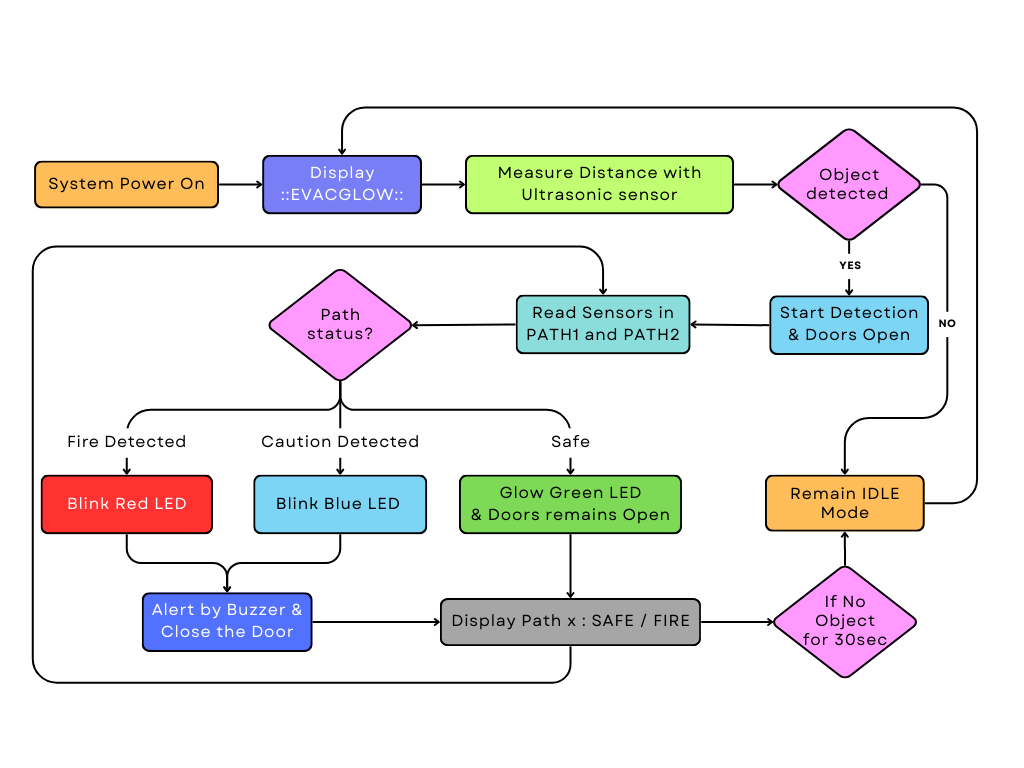 System Power On
Display
::EVACGLOW::
Measure Distance with
Ultrasonic sensor
Object
detected
YES
NO
Start Detection
& Doors Open
Read Sensors in
PATH1 and PATH2
Path
status?
Fire Detected
Caution Detected
Safe
Blink Red LED
Blink Blue LED
Glow Green LED
& Doors remains Open
Remain IDLE
Mode
Alert by Buzzer &
Close the Door
Display Path x : SAFE / FIRE
If No
Object
for 30sec